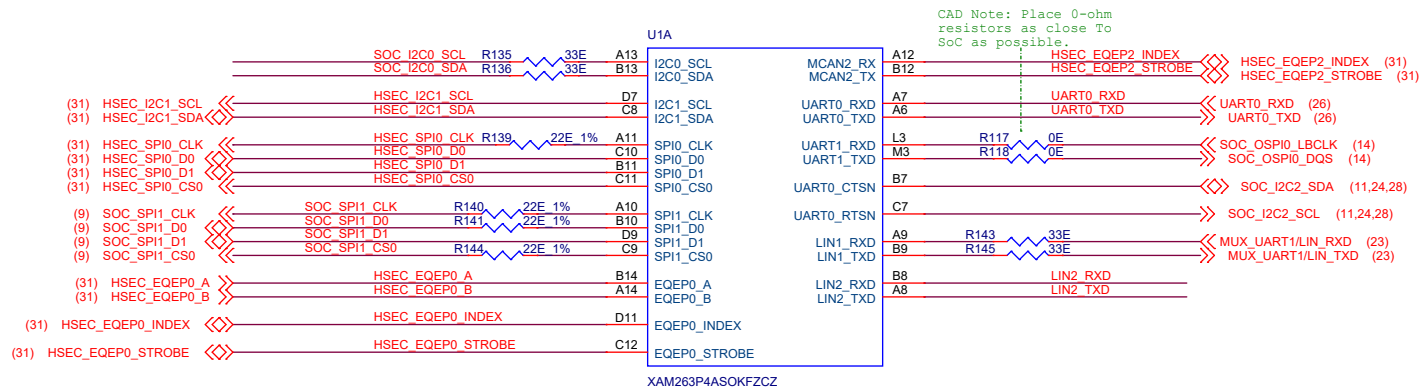 CAD Note: Place 0-ohm
resistors as close To
SoC as possible.
U1A
SOC_I2C0_SCL R135 33E A13 I2C0_SCL
SOC_I2C0_SDA R136 33E B13 I2C0_SDA
(31) HSEC_I2C1_SCL HSEC_I2C1_SCL D7 I2C1_SCL
(31) HSEC_I2C1_SDA HSEC_I2C1_SDA C8 I2C1_SDA
(31) HSEC_SPI0_CLK HSEC_SPI0_CLK R139 22E_1% A11 SPI0_CLK
(31) HSEC_SPI0_D0 HSEC_SPI0_D0 C10 SPI0_D0
(31) HSEC_SPI0_D1 HSEC_SPI0_D1 B11 SPI0_D1
(31) HSEC_SPI0_CS0 HSEC_SPI0_CS0 C11 SPI0_CS0
(9) SOC_SPI1_CLK SOC_SPI1_CLK R140 22E_1% A10 SPI1_CLK
(9) SOC_SPI1_D0 SOC_SPI1_D0 R141 22E_1% B10 SPI1_D0
(9) SOC_SPI1_D1 SOC_SPI1_D1 D9 SPI1_D1
(9) SOC_SPI1_CS0 SOC_SPI1_CS0 R144 22E_1% C9 SPI1_CS0
(31) HSEC_EQEP0_A HSEC_EQEP0_A B14 EQEP0_A
(31) HSEC_EQEP0_B HSEC_EQEP0_B A14 EQEP0_B
(31) HSEC_EQEP0_INDEX HSEC_EQEP0_INDEX D11 EQEP0_INDEX
(31) HSEC_EQEP0_STROBE HSEC_EQEP0_STROBE C12 EQEP0_STROBE
MCAN2_RX A12 HSEC_EQEP2_INDEX HSEC_EQEP2_INDEX (31)
MCAN2_TX B12 HSEC_EQEP2_STROBE HSEC_EQEP2_STROBE (31)
UART0_RXD A7 UART0_RXD UART0_RXD (26)
UART0_TXD A6 UART0_TXD UART0_TXD (26)
UART1_RXD L3 R117 0E SOC_OSPI0_LBCLK (14)
UART1_TXD M3 R118 0E SOC_OSPI0_DQS (14)
UART0_CTSN B7 SOC_I2C2_SDA (11,24,28)
UART0_RTSN C7 SOC_I2C2_SCL (11,24,28)
LIN1_RXD A9 R143 33E MUX_UART1/LIN_RXD (23)
LIN1_TXD B9 R145 33E MUX_UART1/LIN_TXD (23)
LIN2_RXD B8 LIN2_RXD
LIN2_TXD A8 LIN2_TXD
XAM263P4ASOKFZCZ